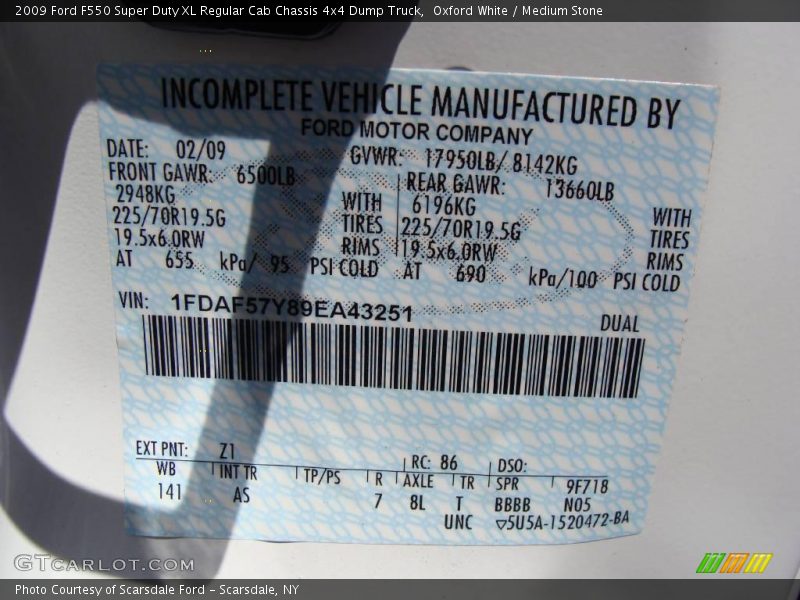 2009 Ford F550 Super Duty XL Regular Cab Chassis 4x4 Dump Truck, Oxford White / Medium Stone
INCOMPLETE VEHICLE MANUFACTURED BY
FORD MOTOR COMPANY
DATE: 02/09 GVWR: 17950LB/ 8142KG
FRONT GAWR: 6500LB REAR GAWR: 13660LB
2948KG WITH 6196KG WITH
225/70R19.5G TIRES 225/70R19.5G TIRES
19.5x6.0RW RIMS 19.5x6.0RW RIMS
AT 655 kPa/ 95 PSI COLD AT 690 kPa/100 PSI COLD
VIN: 1FDAF57Y89EA43251
DUAL
EXT PNT: Z1 RC: 86 DSO:
WB INT TR TP/PS R AXLE TR SPR 9F718
141 AS 7 8L T BBBB N05
UNC ▽5U5A-1520472-BA
GTCARLOT.COM
Photo Courtesy of Scarsdale Ford - Scarsdale, NY